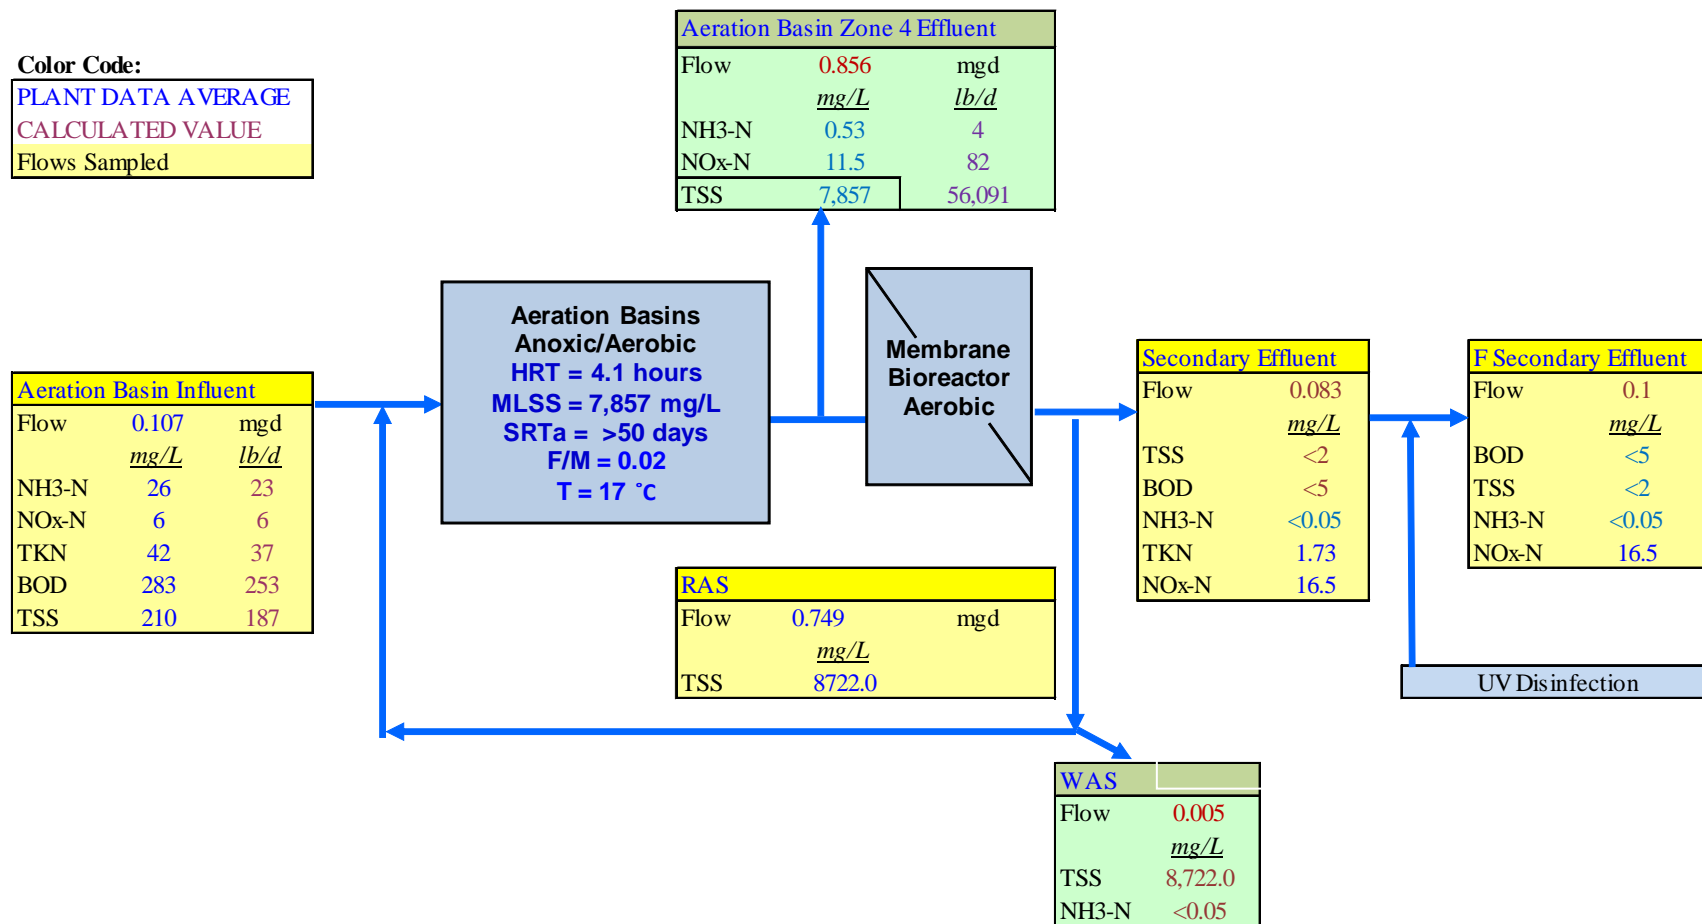 Color Code:
PLANT DATA AVERAGE
CALCULATED VALUE
Flows Sampled
Aeration Basin Zone 4 Effluent
Flow 0.856 mgd
mg/L lb/d
NH3-N 0.53 4
NOx-N 11.5 82
TSS 7,857 56,091
Aeration Basin Influent
Flow 0.107 mgd
mg/L lb/d
NH3-N 26 23
NOx-N 6 6
TKN 42 37
BOD 283 253
TSS 210 187
Aeration Basins
Anoxic/Aerobic
HRT = 4.1 hours
MLSS = 7,857 mg/L
SRTa = >50 days
F/M = 0.02
T = 17 °C
Membrane
Bioreactor
Aerobic
Secondary Effluent
Flow 0.083
mg/L
TSS <2
BOD <5
NH3-N <0.05
TKN 1.73
NOx-N 16.5
F Secondary Effluent
Flow 0.1
mg/L
BOD <5
TSS <2
NH3-N <0.05
NOx-N 16.5
RAS
Flow 0.749 mgd
mg/L
TSS 8722.0
UV Disinfection
WAS
Flow 0.005
mg/L
TSS 8,722.0
NH3-N <0.05